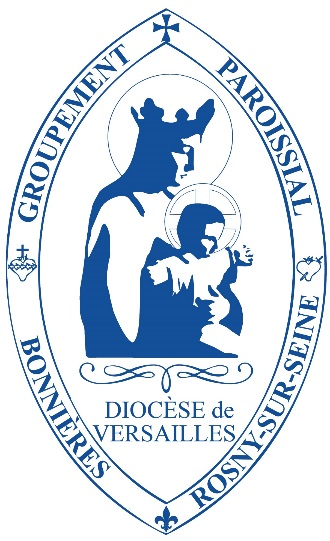 GROUPEMENT PAROISSIAL
BONNIÈRES ROSNY-SUR-SEINE
DIOCÈSE de
VERSAILLES